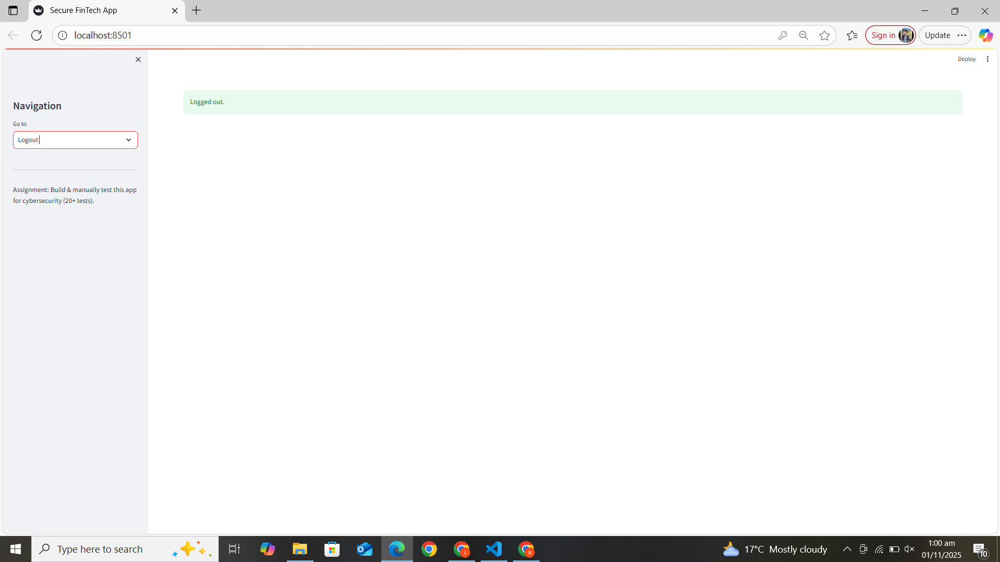 Secure FinTech App
localhost:8501
Sign in
Update
Deploy
Navigation
Go to
Logout
Assignment: Build & manually test this app
for cybersecurity (20+ tests).
Logged out.
Type here to search
17°C Mostly cloudy
1:00 am
01/11/2025
10